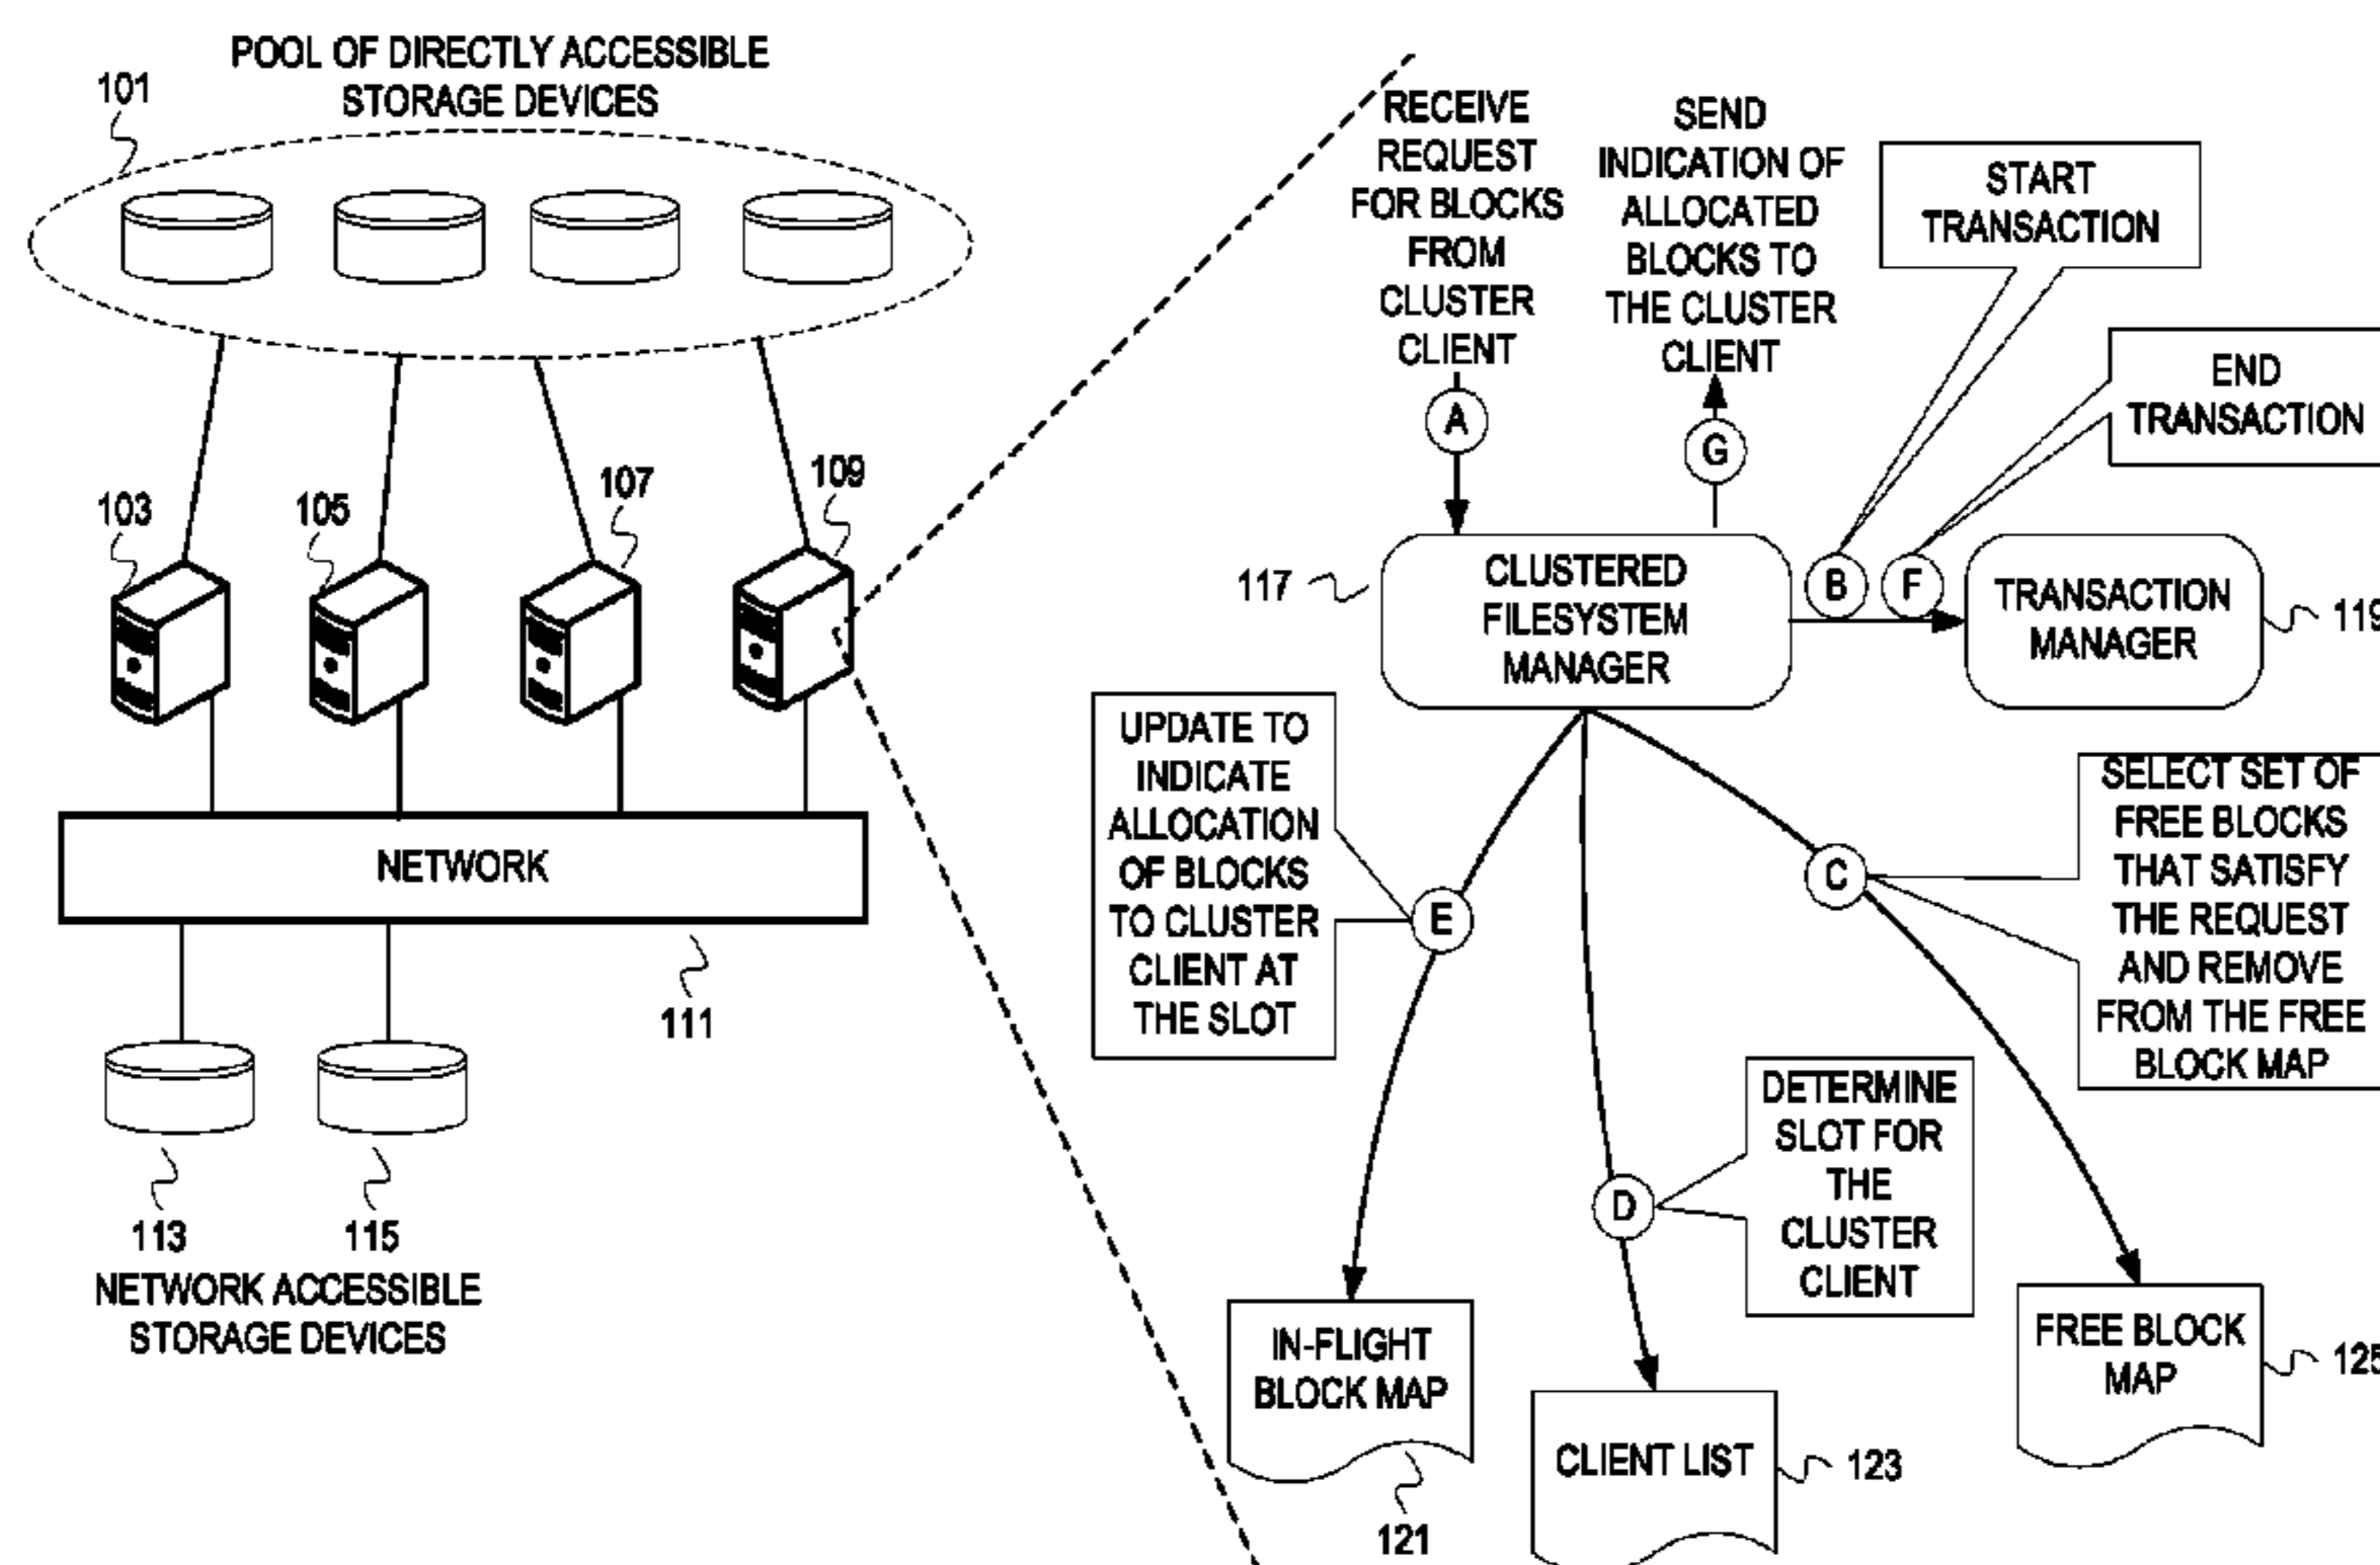 POOL OF DIRECTLY ACCESSIBLE
STORAGE DEVICES
101
103
105
107
109
NETWORK
111
113
115
NETWORK ACCESSIBLE
STORAGE DEVICES
RECEIVE
REQUEST
FOR BLOCKS
FROM
CLUSTER
CLIENT
A
SEND
INDICATION OF
ALLOCATED
BLOCKS TO
THE CLUSTER
CLIENT
G
START
TRANSACTION
END
TRANSACTION
117
CLUSTERED
FILESYSTEM
MANAGER
B
F
TRANSACTION
MANAGER
119
UPDATE TO
INDICATE
ALLOCATION
OF BLOCKS
TO CLUSTER
CLIENT AT
THE SLOT
E
C
SELECT SET OF
FREE BLOCKS
THAT SATISFY
THE REQUEST
AND REMOVE
FROM THE FREE
BLOCK MAP
D
DETERMINE
SLOT FOR
THE
CLUSTER
CLIENT
IN-FLIGHT
BLOCK MAP
121
CLIENT LIST
123
FREE BLOCK
MAP
125